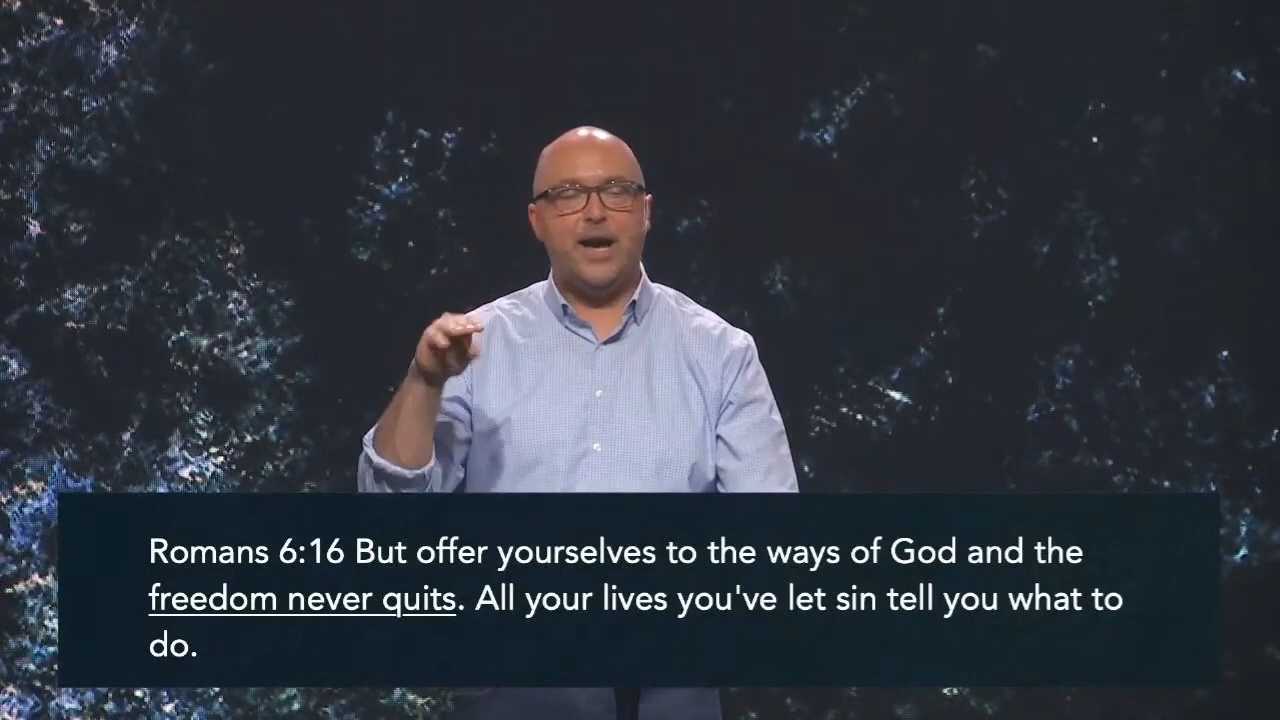 Romans 6:16 But offer yourselves to the ways of God and the
freedom never quits. All your lives you've let sin tell you what to
do.